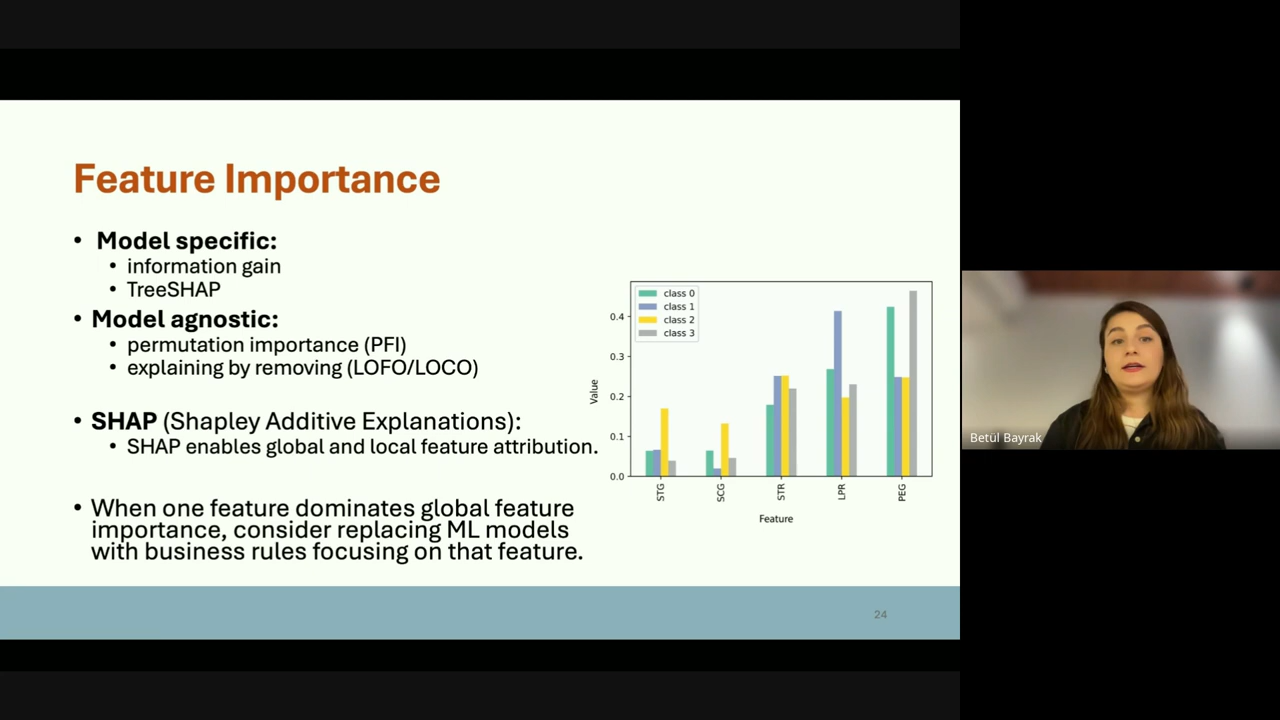 Feature Importance
• Model specific:
• information gain
• TreeSHAP
• Model agnostic:
• permutation importance (PFI)
• explaining by removing (LOFO/LOCO)
• SHAP (Shapley Additive Explanations):
• SHAP enables global and local feature attribution.
• When one feature dominates global feature
importance, consider replacing ML models
with business rules focusing on that feature.
class 0
class 1
class 2
class 3
0.4
0.3
0.2
0.1
0.0
Value
STG
SCG
STR
LPR
PEG
Feature
24
Betül Bayrak